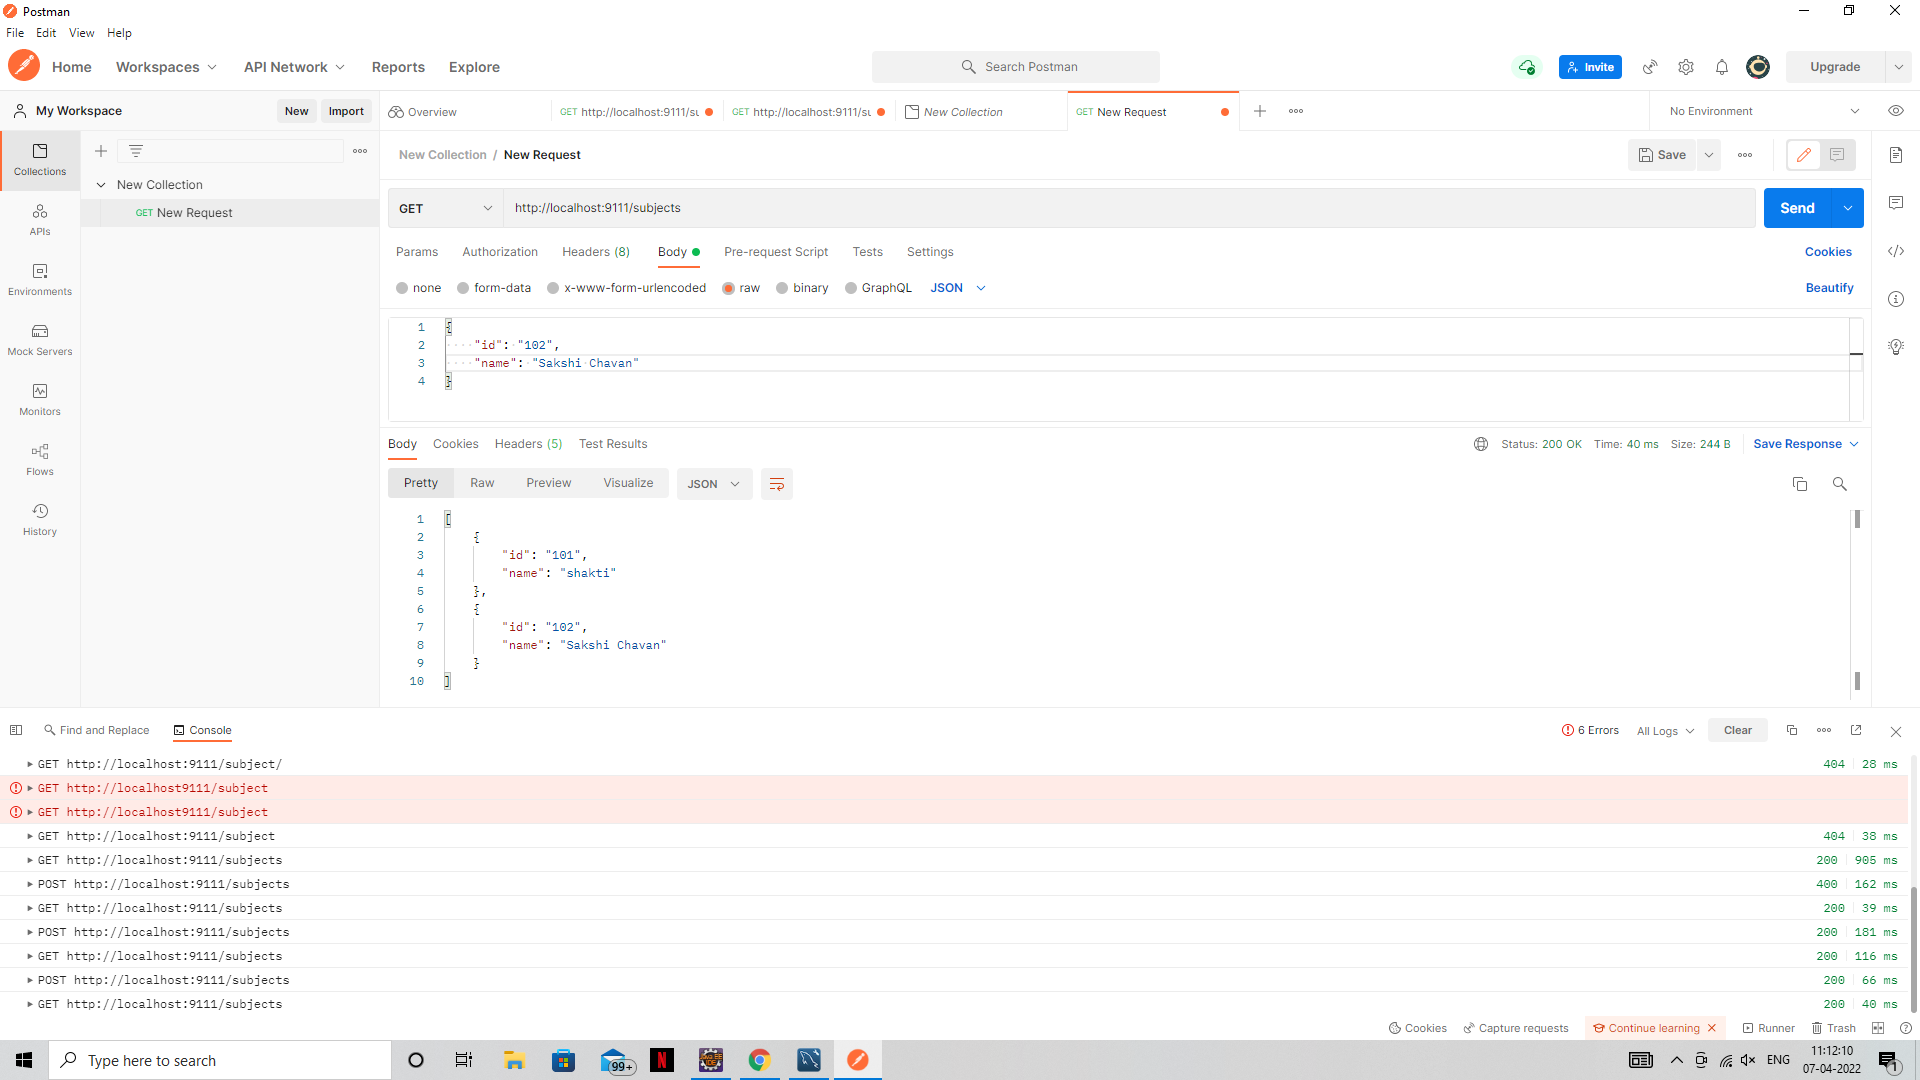 Postman
File Edit View Help
Home Workspaces API Network Reports Explore Search Postman Invite Upgrade
My Workspace New Import Overview GET http://localhost:9111/su GET http://localhost:9111/su New Collection GET New Request No Environment
Collections
APIs
Environments
Mock Servers
Monitors
Flows
History
New Collection
GET New Request
New Collection / New Request Save
GET http://localhost:9111/subjects Send
Params Authorization Headers (8) Body Pre-request Script Tests Settings Cookies
none form-data x-www-form-urlencoded raw binary GraphQL JSON Beautify
1 {
2 "id": "102",
3 "name": "Sakshi Chavan"
4 }
Body Cookies Headers (5) Test Results Status: 200 OK Time: 40 ms Size: 244 B Save Response
Pretty Raw Preview Visualize JSON
1 [
2 {
3 "id": "101",
4 "name": "shakti"
5 },
6 {
7 "id": "102",
8 "name": "Sakshi Chavan"
9 }
10 ]
Find and Replace Console 6 Errors All Logs Clear
GET http://localhost:9111/subject/ 404 28 ms
GET http://localhost9111/subject
GET http://localhost9111/subject
GET http://localhost:9111/subject 404 38 ms
GET http://localhost:9111/subjects 200 905 ms
POST http://localhost:9111/subjects 400 162 ms
GET http://localhost:9111/subjects 200 39 ms
POST http://localhost:9111/subjects 200 181 ms
GET http://localhost:9111/subjects 200 116 ms
POST http://localhost:9111/subjects 200 66 ms
GET http://localhost:9111/subjects 200 40 ms
Cookies Capture requests Continue learning Runner Trash
Type here to search 99+ ENG 11:12:10 1
07-04-2022